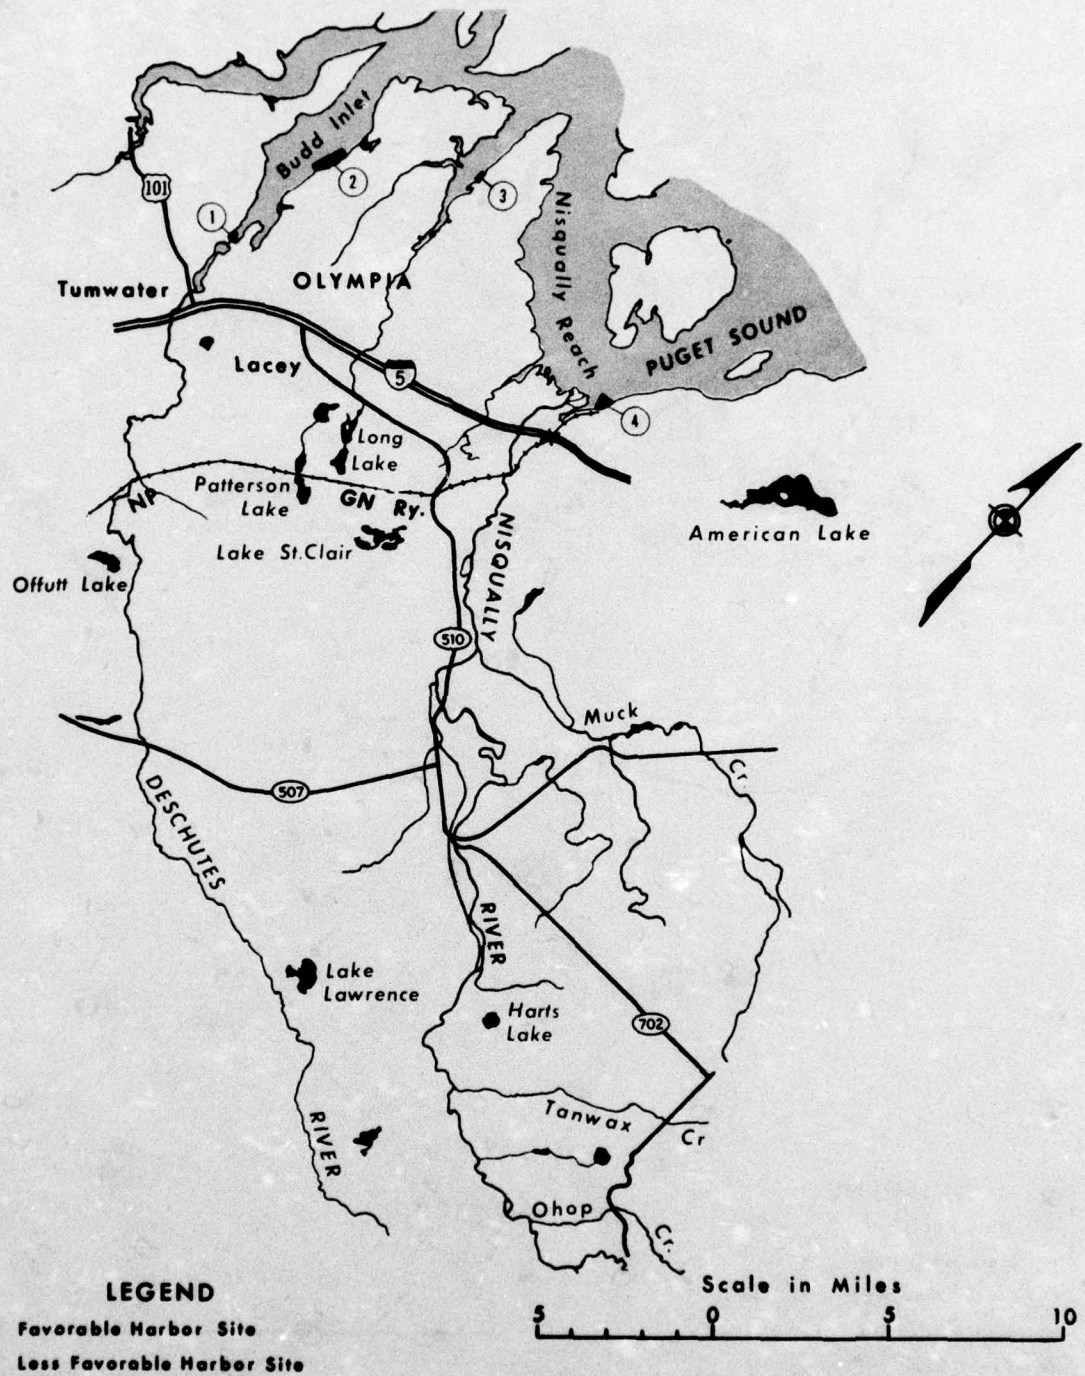 Budd Inlet
101
1
2
3
Nisqually Reach
OLYMPIA
Tumwater
PUGET SOUND
Lacey
5
4
Long
Lake
Patterson
Lake
NP
GN Ry.
Lake St.Clair
American Lake
Offutt Lake
NISQUALLY
510
Muck
Cr.
507
DESCHUTES
RIVER
Lake
Lawrence
Harts
Lake
702
Tanwax
Cr
RIVER
Ohop
Cr.
LEGEND
Favorable Harbor Site
Less Favorable Harbor Site
Scale in Miles
5 0 5 10